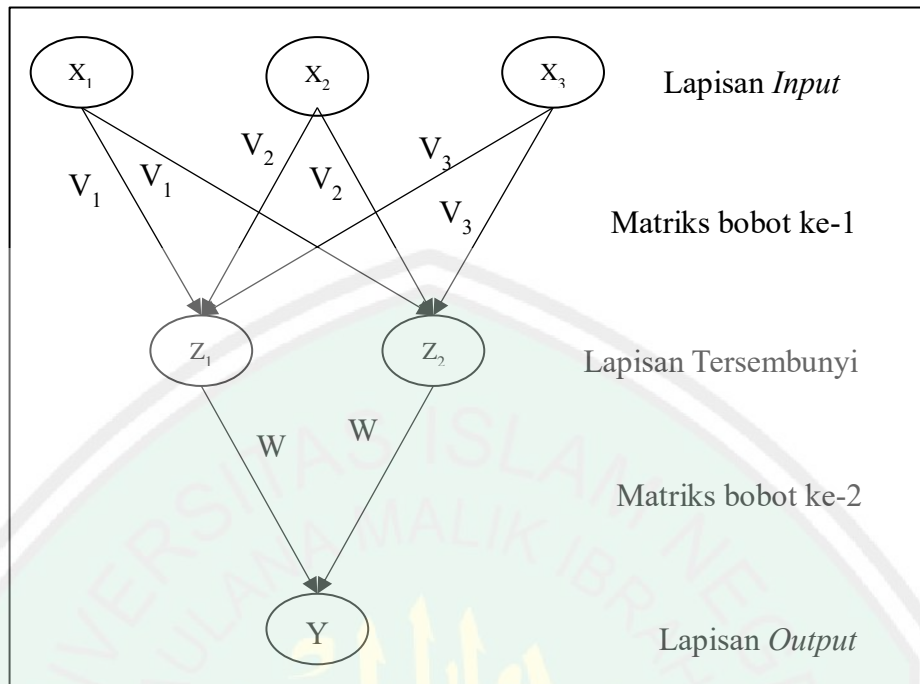 X₁ X₂ X₃ Lapisan Input
V₁ V₁ V₂ V₂ V₃ V₃
Matriks bobot ke-1
Z₁ Z₂ Lapisan Tersembunyi
W W
Matriks bobot ke-2
Y Lapisan Output